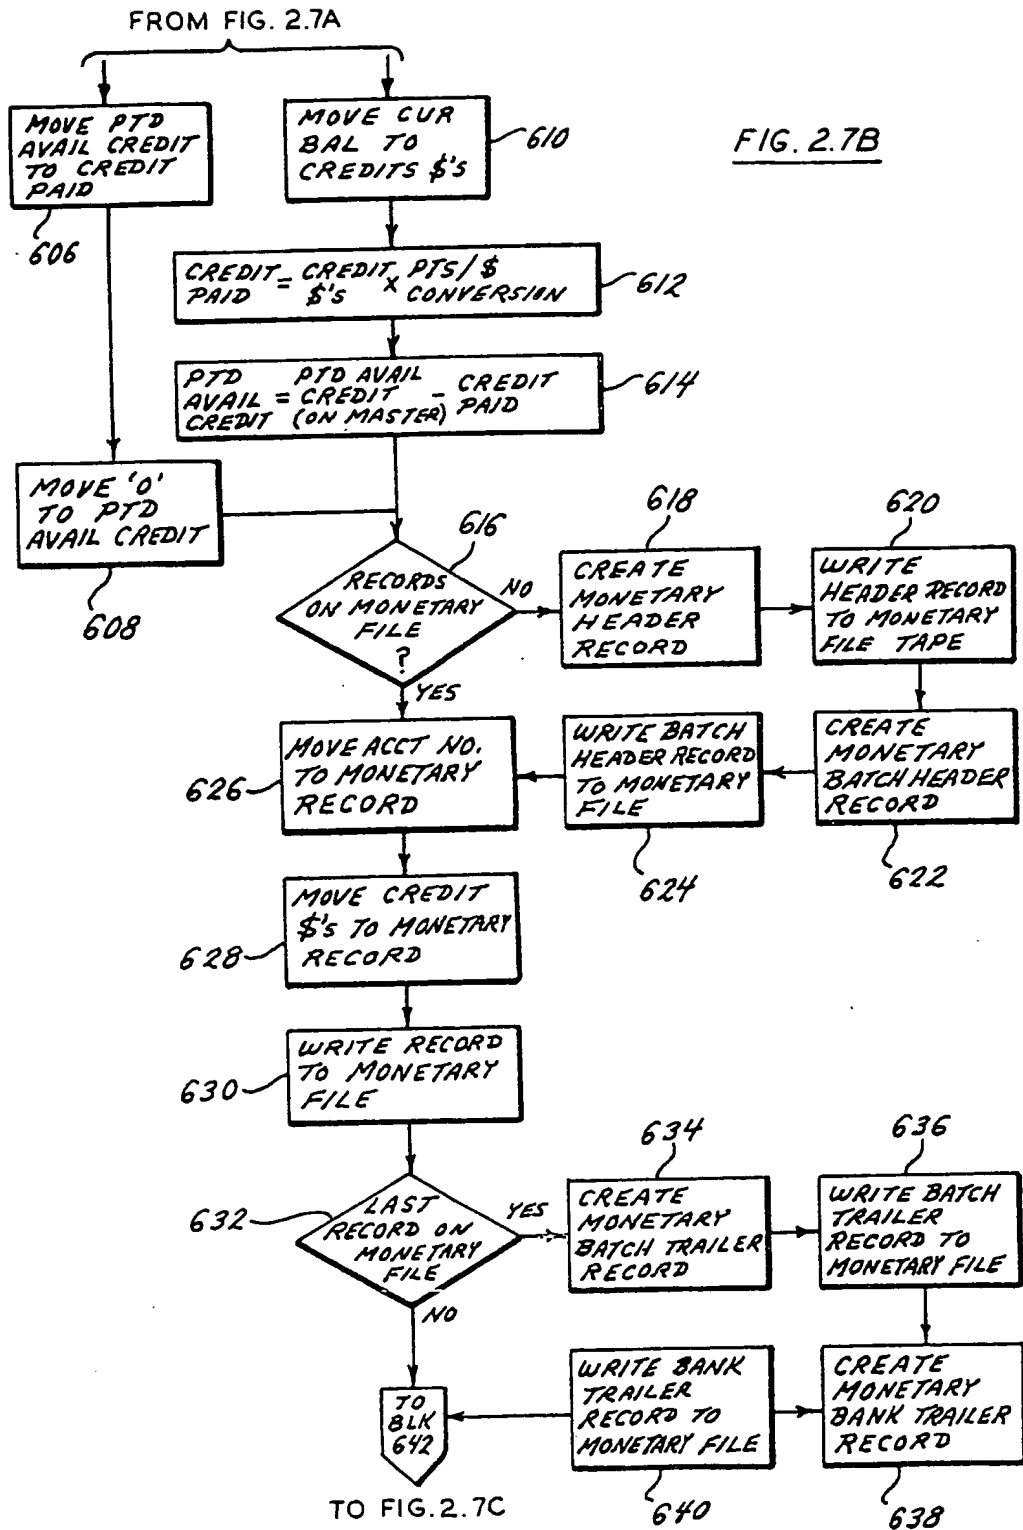 FROM FIG. 2.7A
MOVE PTD
AVAIL CREDIT
TO CREDIT
PAID
606
MOVE CUR
BAL TO
CREDITS $'s
610
FIG. 2.7B
CREDIT = CREDIT x PTS/$
PAID $'s CONVERSION
612
PTD PTD AVAIL
AVAIL = CREDIT - CREDIT
CREDIT (ON MASTER) PAID
614
MOVE '0'
TO PTD
AVAIL CREDIT
608
616
RECORDS
ON MONETARY
FILE
?
NO
YES
618
CREATE
MONETARY
HEADER
RECORD
620
WRITE
HEADER RECORD
TO MONETARY
FILE TAPE
CREATE
MONETARY
BATCH HEADER
RECORD
622
WRITE BATCH
HEADER RECORD
TO MONETARY
FILE
624
MOVE ACCT NO.
TO MONETARY
RECORD
626
MOVE CREDIT
$'s TO MONETARY
RECORD
628
WRITE RECORD
TO MONETARY
FILE
630
632
LAST
RECORD ON
MONETARY
FILE
YES
NO
634
CREATE
MONETARY
BATCH TRAILER
RECORD
636
WRITE BATCH
TRAILER
RECORD TO
MONETARY FILE
CREATE
MONETARY
BANK TRAILER
RECORD
638
WRITE BANK
TRAILER
RECORD TO
MONETARY FILE
640
TO
BLK
642
TO FIG. 2.7C